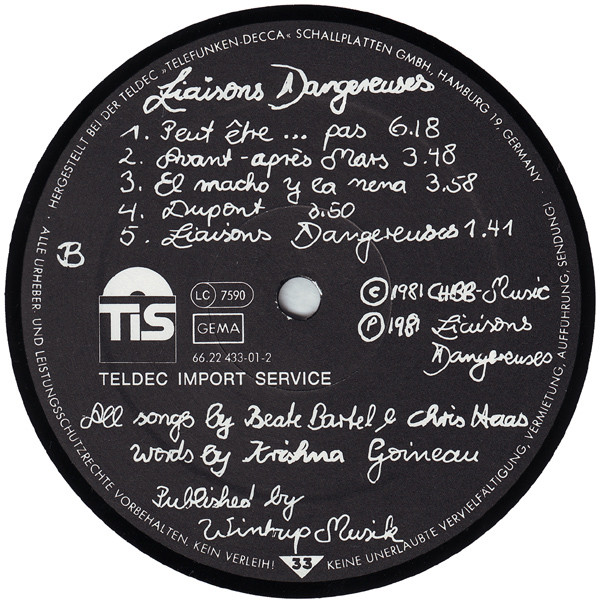 HERGESTELLT BEI DER TELDEC »TELEFUNKEN-DECCA« SCHALLPLATTEN GMBH., HAMBURG 19, GERMANY ·
Liaisons Dangereuses
1. Peut être ... pas 6.18
2. Avant-après Mars 3.48
3. El macho y la nena 3.58
4. Dupont 3.50
5. Liaisons Dangereuses 1.41
B
TIS
LC 7590
GEMA
66.22 433-01-2
TELDEC IMPORT SERVICE
© 1981 -Music
℗ 1981 Liaisons
Dangereuses
All songs by Beate Bartel & Chris Haas
words by Krishna Goineau
Published by
Wintrup Musik
33
· ALLE URHEBER- UND LEISTUNGSSCHUTZRECHTE VORBEHALTEN. KEIN VERLEIH! KEINE UNERLAUBTE VERVIELFÄLTIGUNG, VERMIETUNG, AUFFÜHRUNG, SENDUNG!